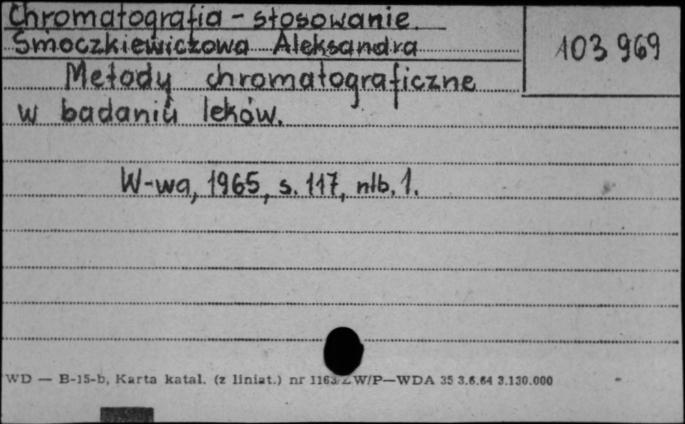 Chromatografia - stosowanie
103 969
Smoczkiewiczowa Aleksandra
Metody chromatograficzne
w badaniu leków.
W-wa, 1965, s. 117, nlb. 1.
WD — B-15-b, Karta katal. (z liniat.) nr 1163/Z W/P—WDA 35 3.6.64 3.130.000